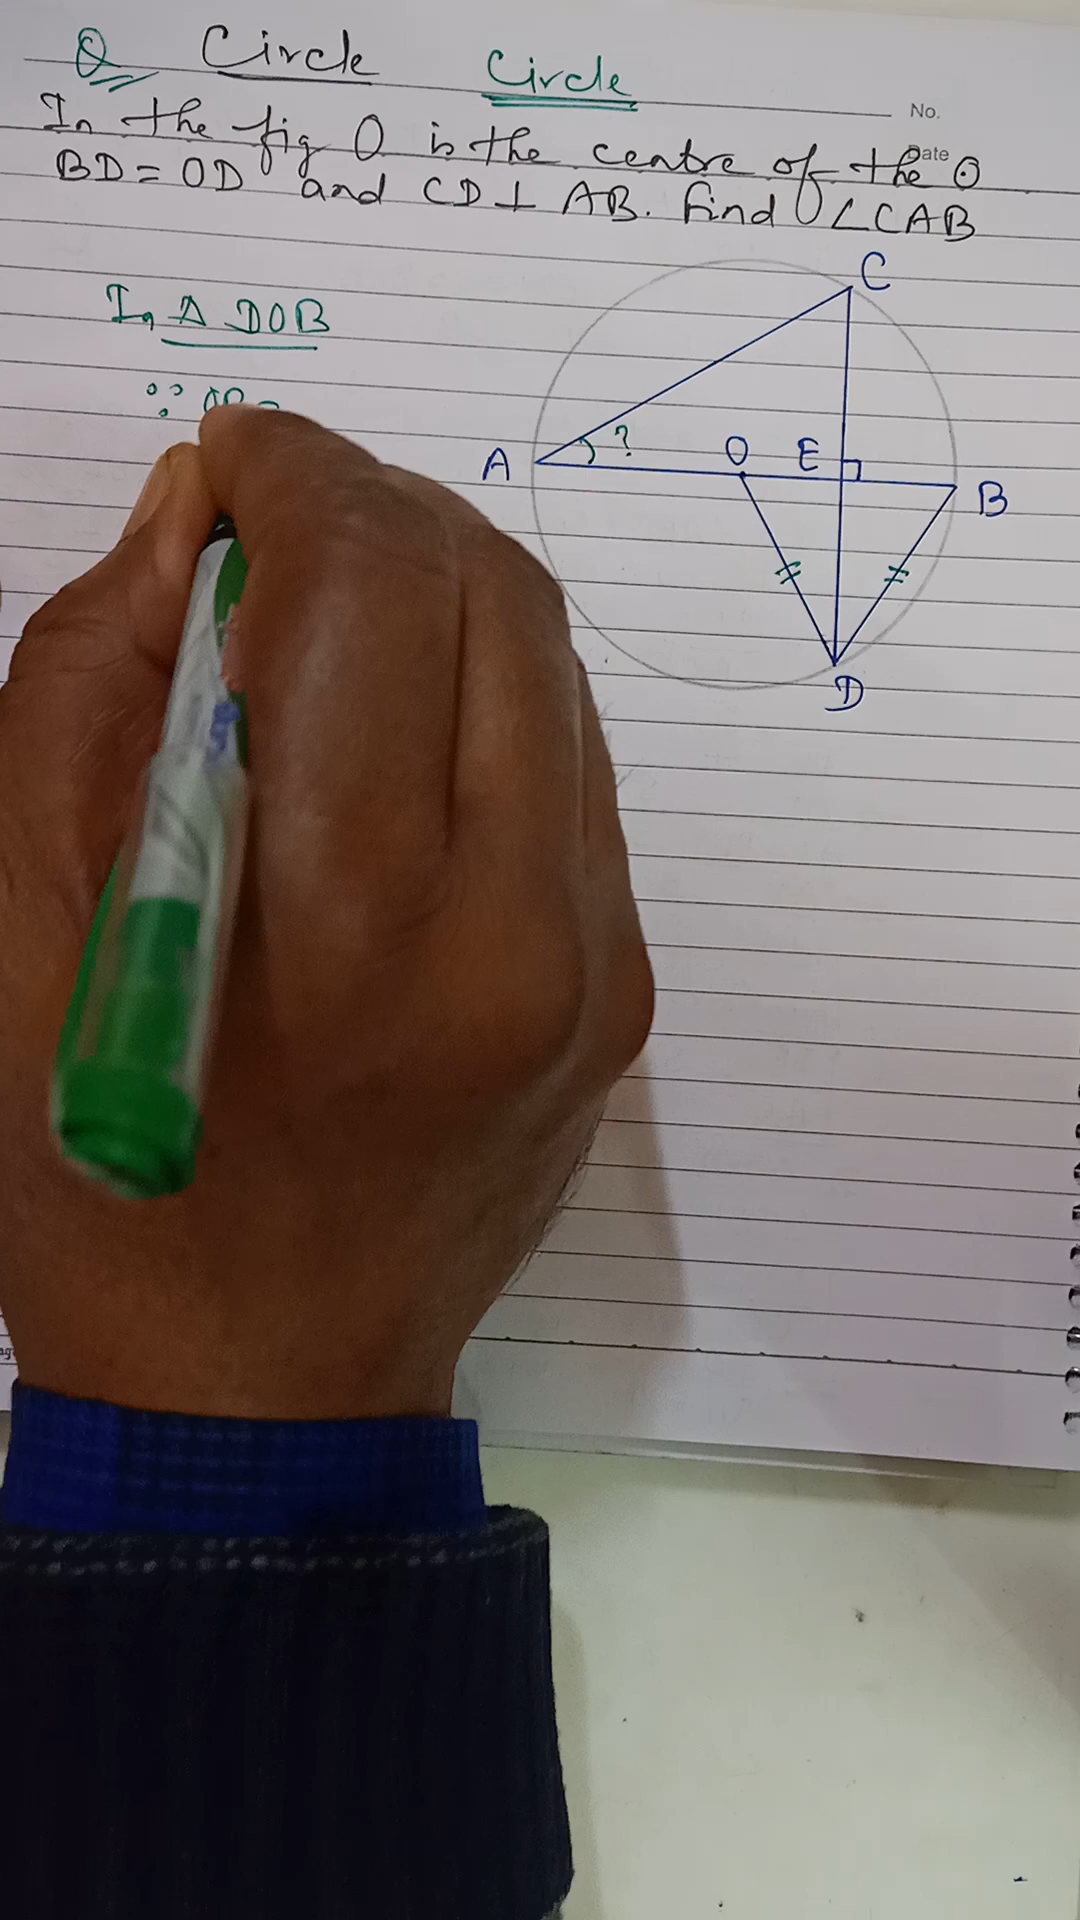 Q Circle Circle
No.
In the fig O is the centre of the ⊙
Date
BD = OD and CD ⊥ AB. Find ∠CAB
C
In Δ DOB
∵
?
A O E B
D